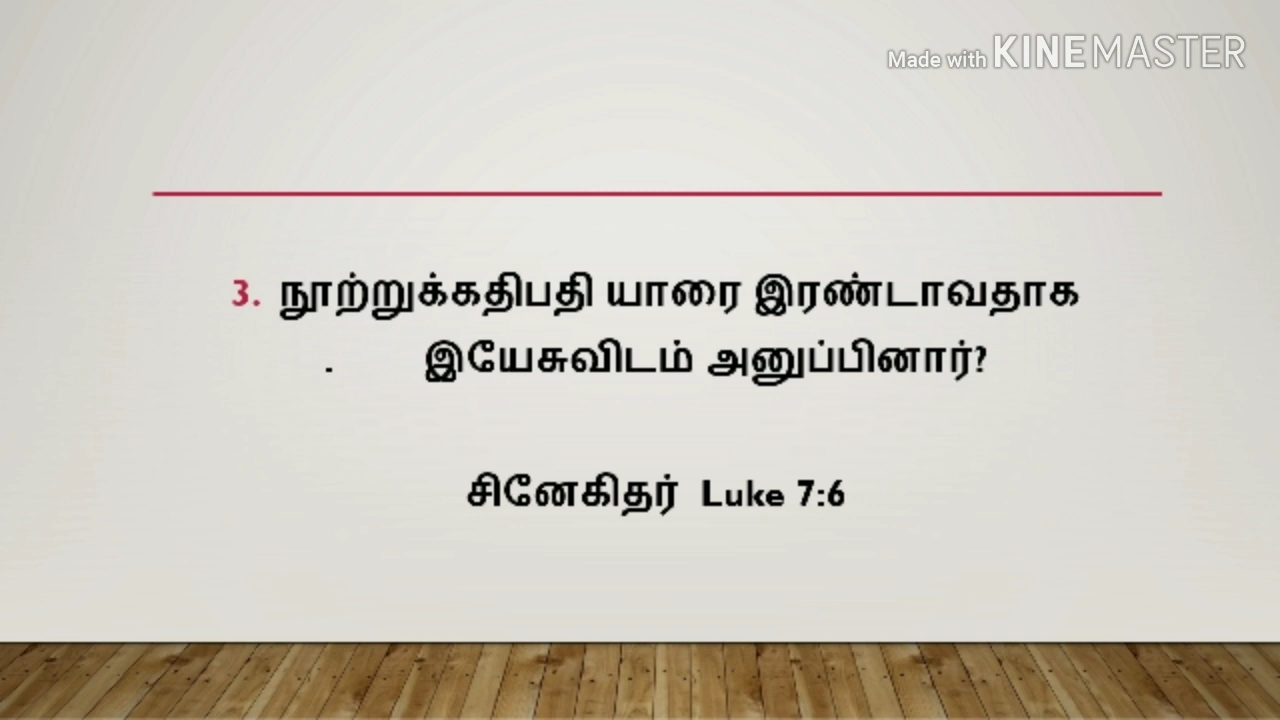 Made with KINEMASTER
3. நூற்றுக்கதிபதி யாரை இரண்டாவதாக
. இயேசுவிடம் அனுப்பினார்?
சினேகிதர் Luke 7:6